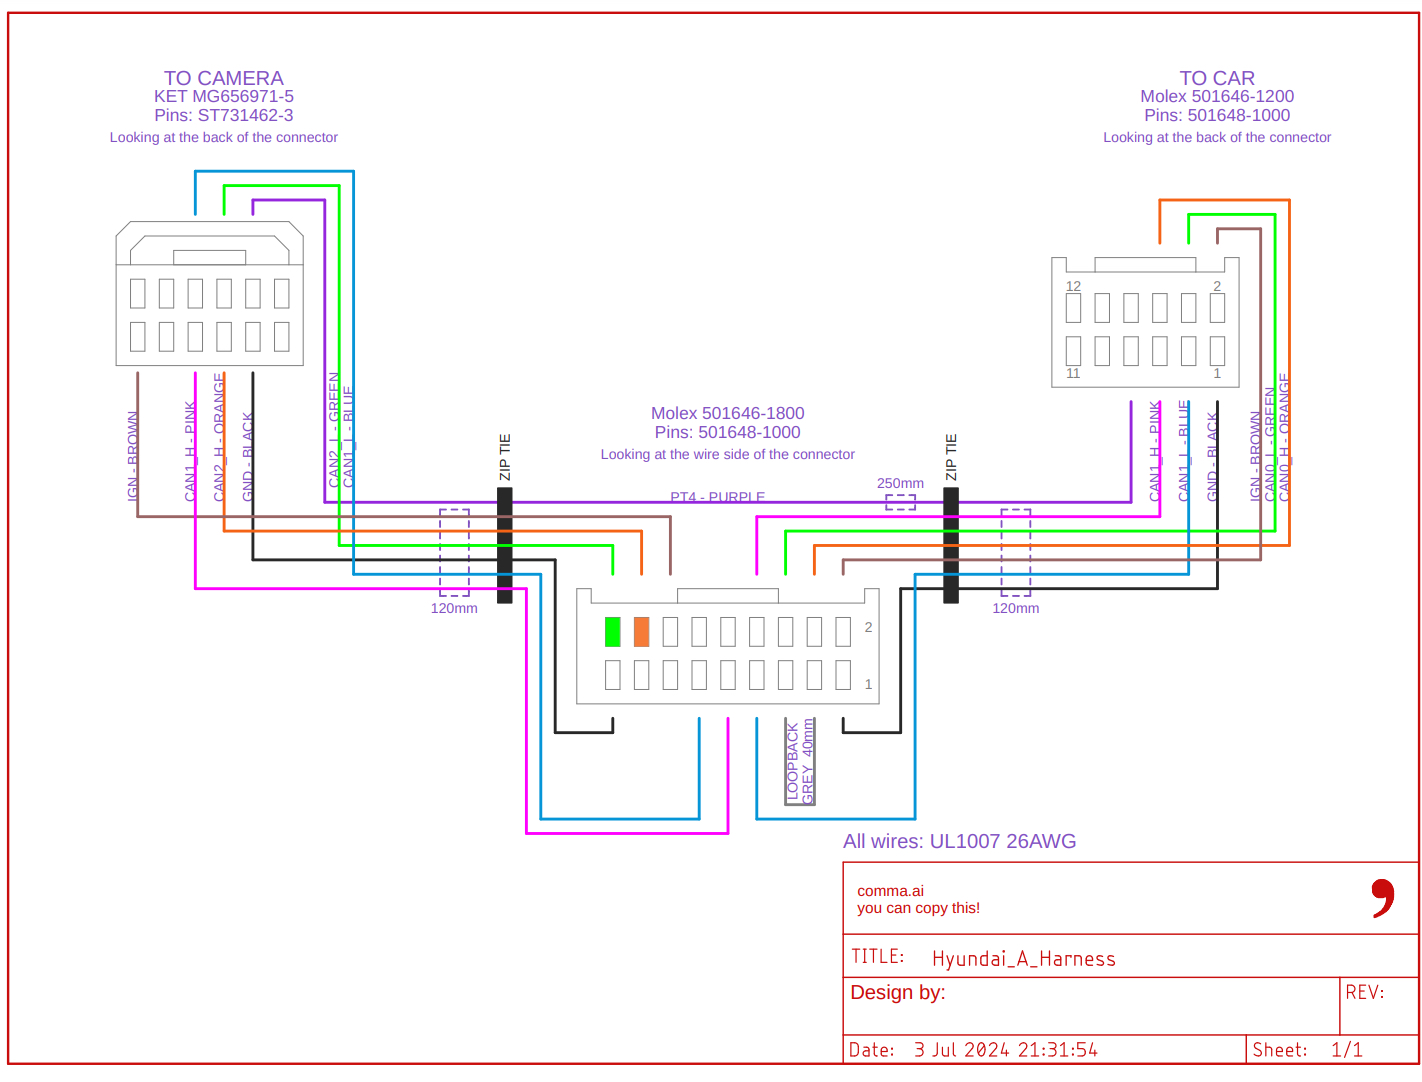 TO CAMERA
KET MG656971-5
Pins: ST731462-3
Looking at the back of the connector
TO CAR
Molex 501646-1200
Pins: 501648-1000
Looking at the back of the connector
12
2
11
1
IGN - BROWN
CAN1_H - PINK
CAN2_H - ORANGE
GND - BLACK
CAN2_L - GREEN
CAN1_L - BLUE
ZIP TIE
Molex 501646-1800
Pins: 501648-1000
Looking at the wire side of the connector
PT4 - PURPLE
250mm
ZIP TIE
CAN1_H - PINK
CAN1_L - BLUE
GND - BLACK
IGN - BROWN
CAN0_L - GREEN
CAN0_H - ORANGE
120mm
120mm
2
1
LOOPBACK
GREY 40mm
All wires: UL1007 26AWG
comma.ai
you can copy this!
TITLE: Hyundai_A_Harness
Design by:
REV:
Date: 3 Jul 2024 21:31:54
Sheet: 1/1